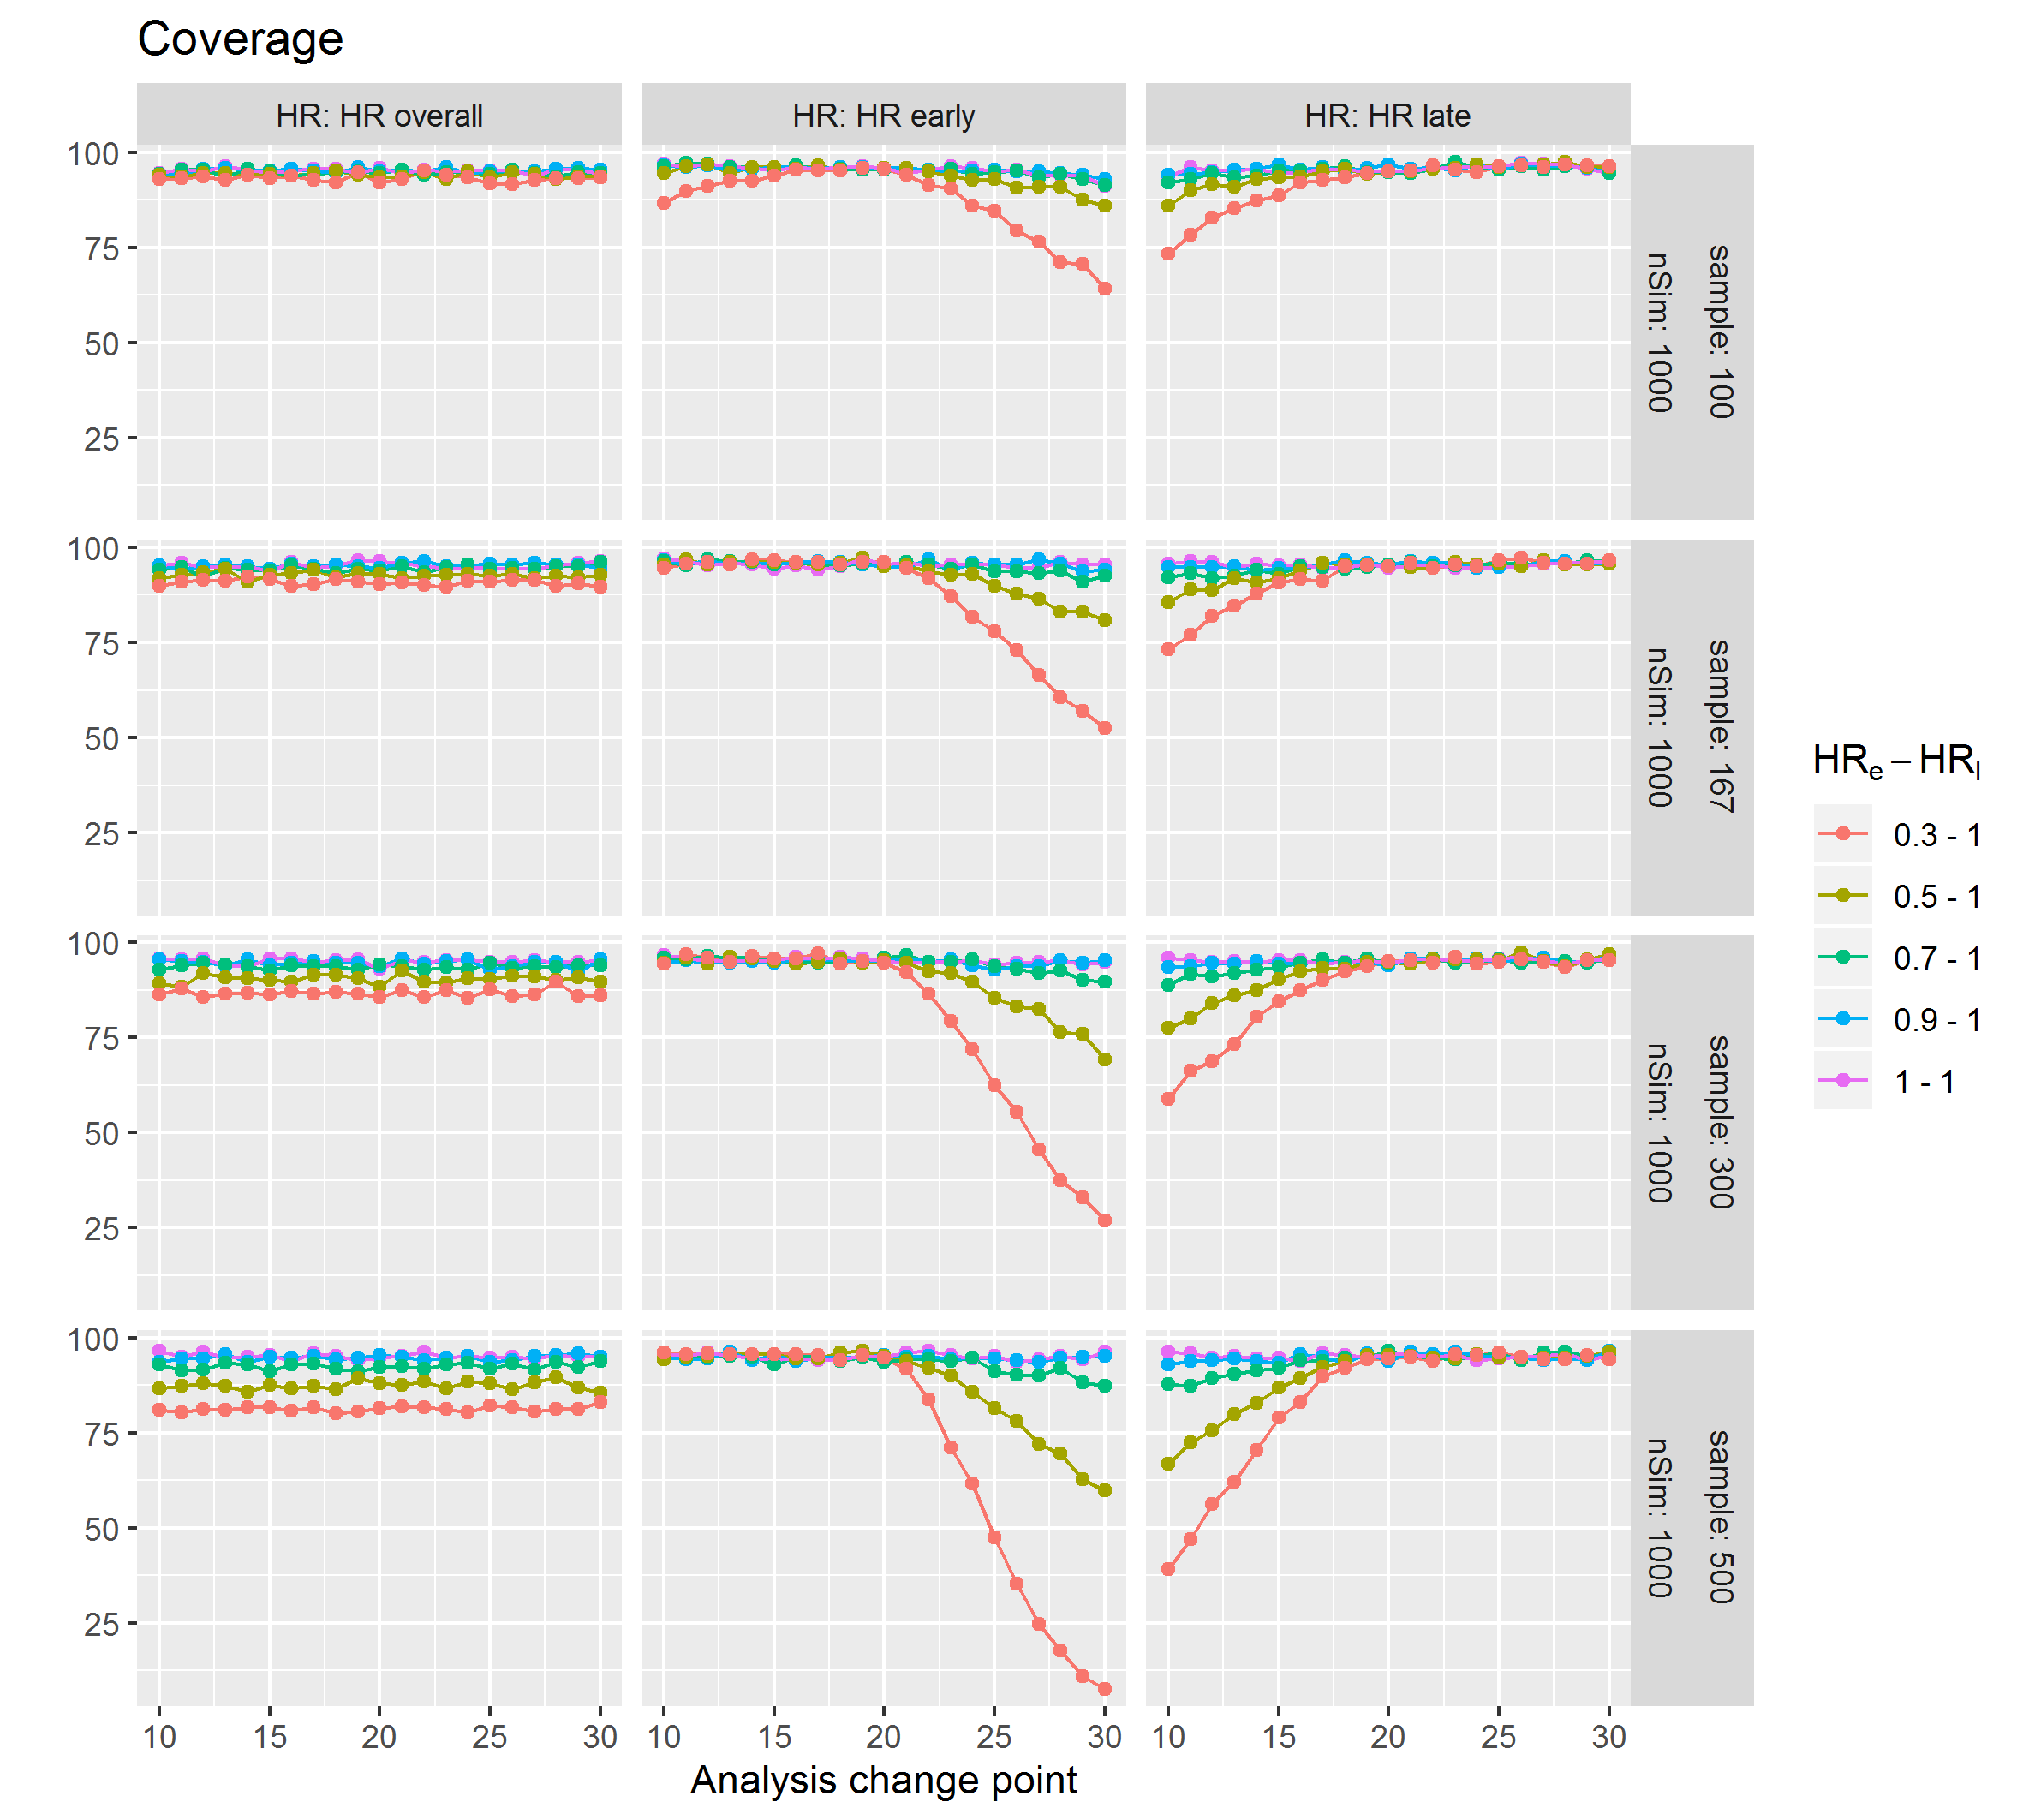 Coverage
HR: HR overall
HR: HR early
HR: HR late
100
75
50
25
sample: 100
nSim: 1000
100
75
50
25
sample: 167
nSim: 1000
100
75
50
25
sample: 300
nSim: 1000
100
75
50
25
sample: 500
nSim: 1000
10 15 20 25 30
10 15 20 25 30
10 15 20 25 30
Analysis change point
HRe – HRl
0.3 - 1
0.5 - 1
0.7 - 1
0.9 - 1
1 - 1